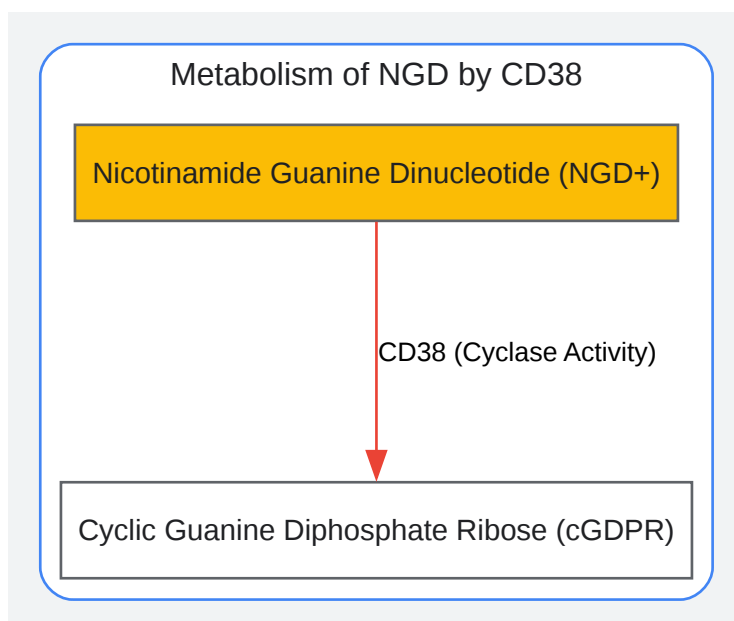 Metabolism of NGD by CD38
Nicotinamide Guanine Dinucleotide (NGD+)
CD38 (Cyclase Activity)
Cyclic Guanine Diphosphate Ribose (cGDPR)